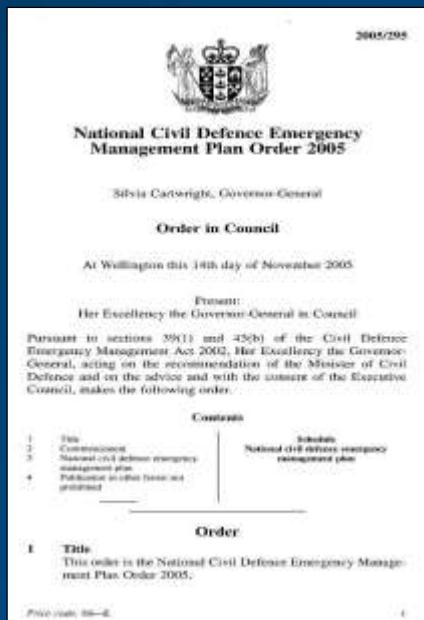 2005/295
National Civil Defence Emergency
Management Plan Order 2005
Silvia Cartwright, Governor-General
Order in Council
At Wellington this 14th day of November 2005
Present:
Her Excellency the Governor-General in Council
Pursuant to sections 39(1) and 45(b) of the Civil Defence
Emergency Management Act 2002, Her Excellency the Governor-
General, acting on the recommendation of the Minister of Civil
Defence and on the advice and with the consent of the Executive
Council, makes the following order.
Contents
1 Title
2 Commencement
3 National civil defence emergency
management plan
4 Publication in other forms not
prohibited
Schedule
National civil defence emergency
management plan
Order
1 Title
This order is the National Civil Defence Emergency Manage-
ment Plan Order 2005.
Price code: 1